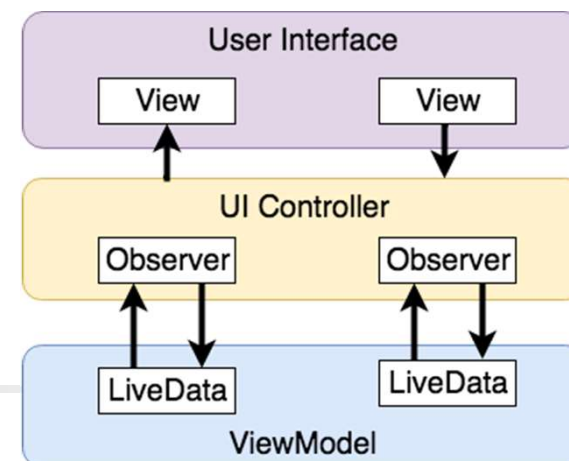 User Interface
View View
UI Controller
Observer Observer
LiveData LiveData
ViewModel